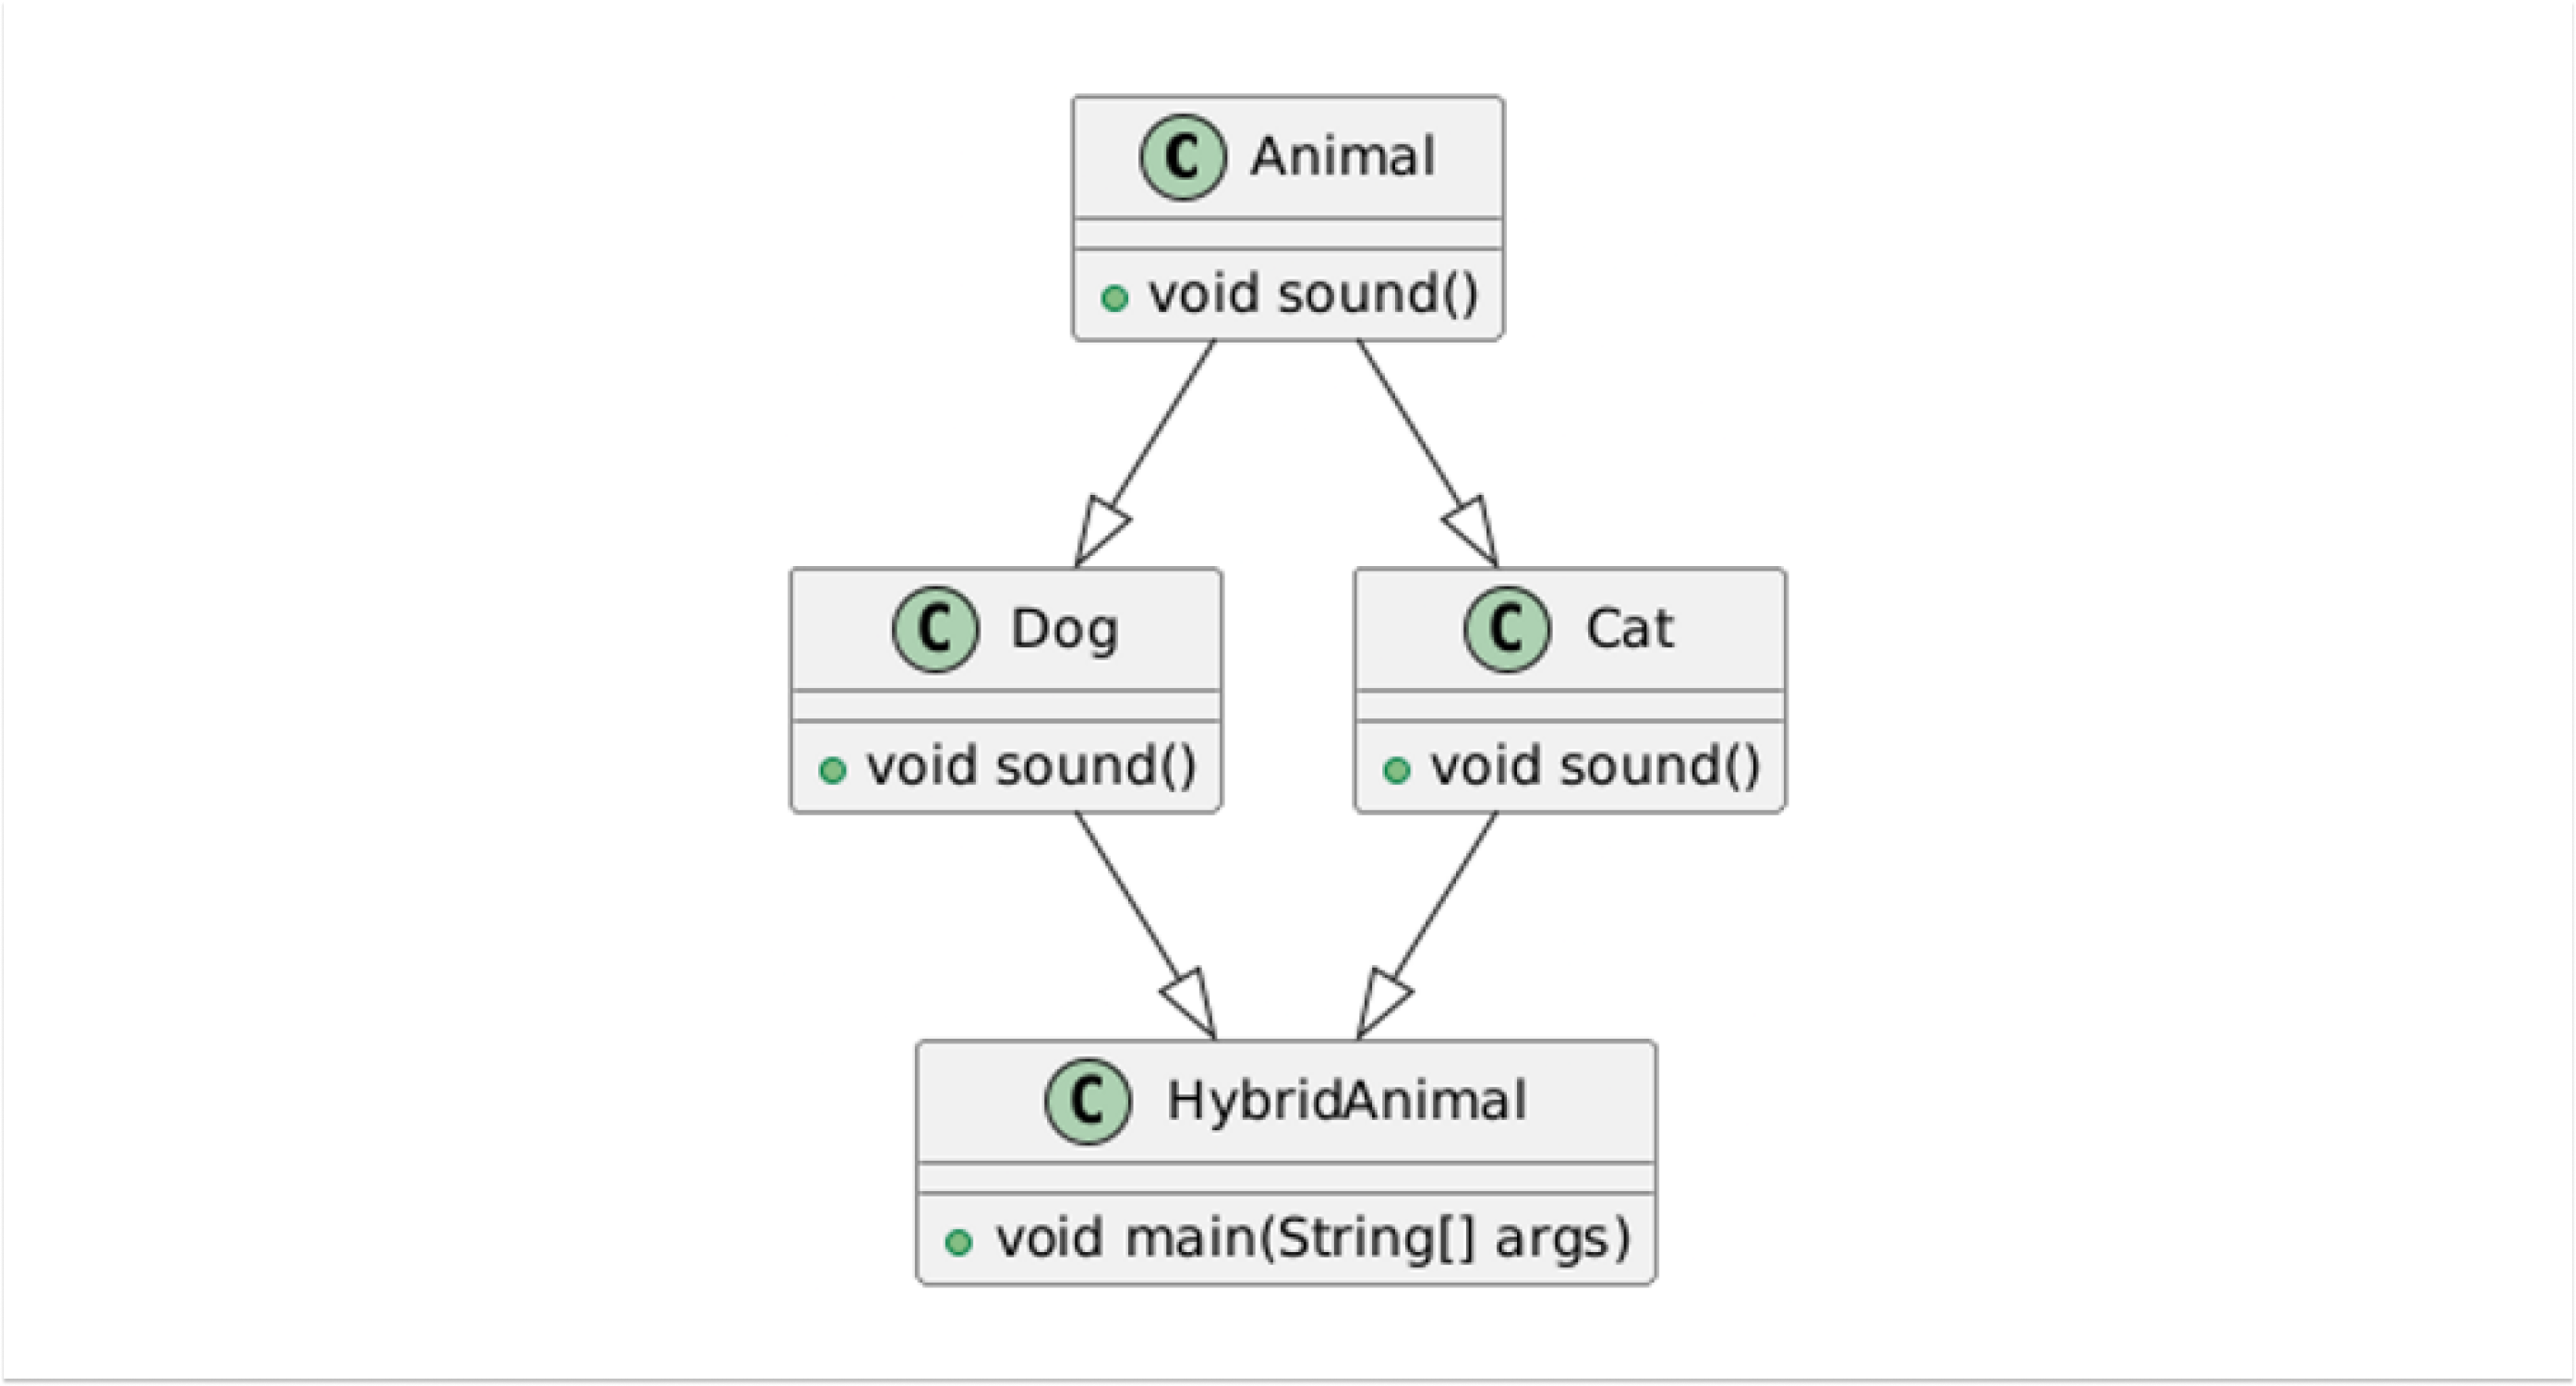 C Animal
void sound()
C Dog
void sound()
C Cat
void sound()
C HybridAnimal
void main(String[] args)